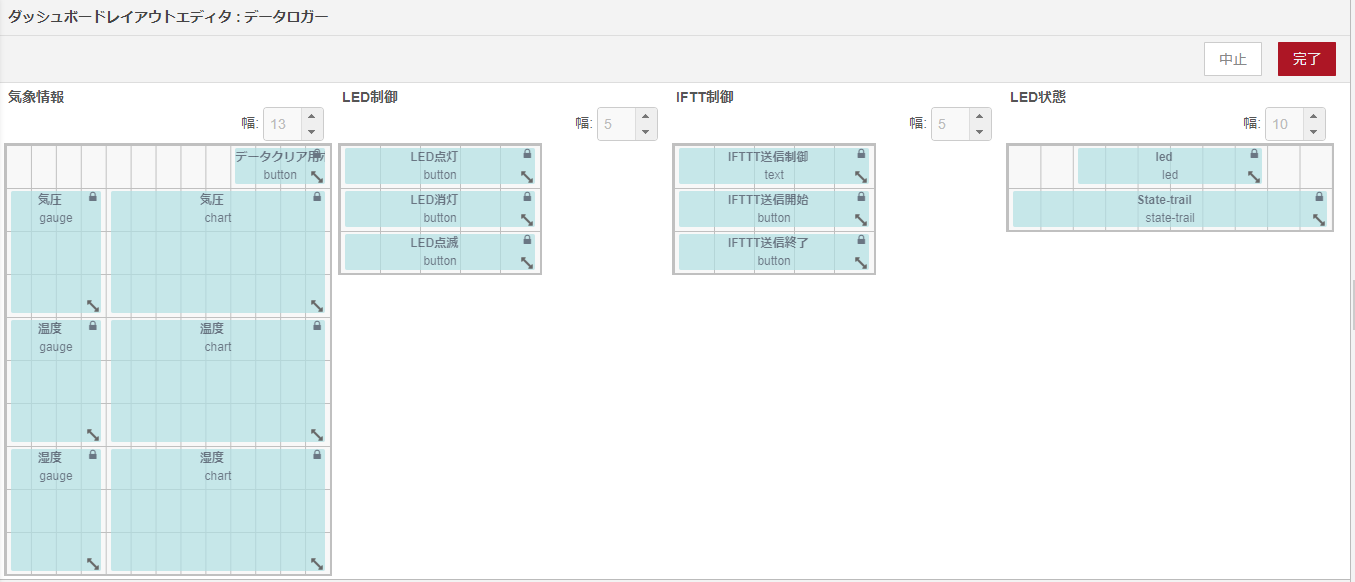 ダッシュボードレイアウトエディタ : データロガー
中止
完了
気象情報
幅: 13
データクリア用
button
気圧
gauge
気圧
chart
温度
gauge
温度
chart
湿度
gauge
湿度
chart
LED制御
幅: 5
LED点灯
button
LED消灯
button
LED点滅
button
IFTT制御
幅: 5
IFTTT送信制御
text
IFTTT送信開始
button
IFTTT送信終了
button
LED状態
幅: 10
led
led
State-trail
state-trail